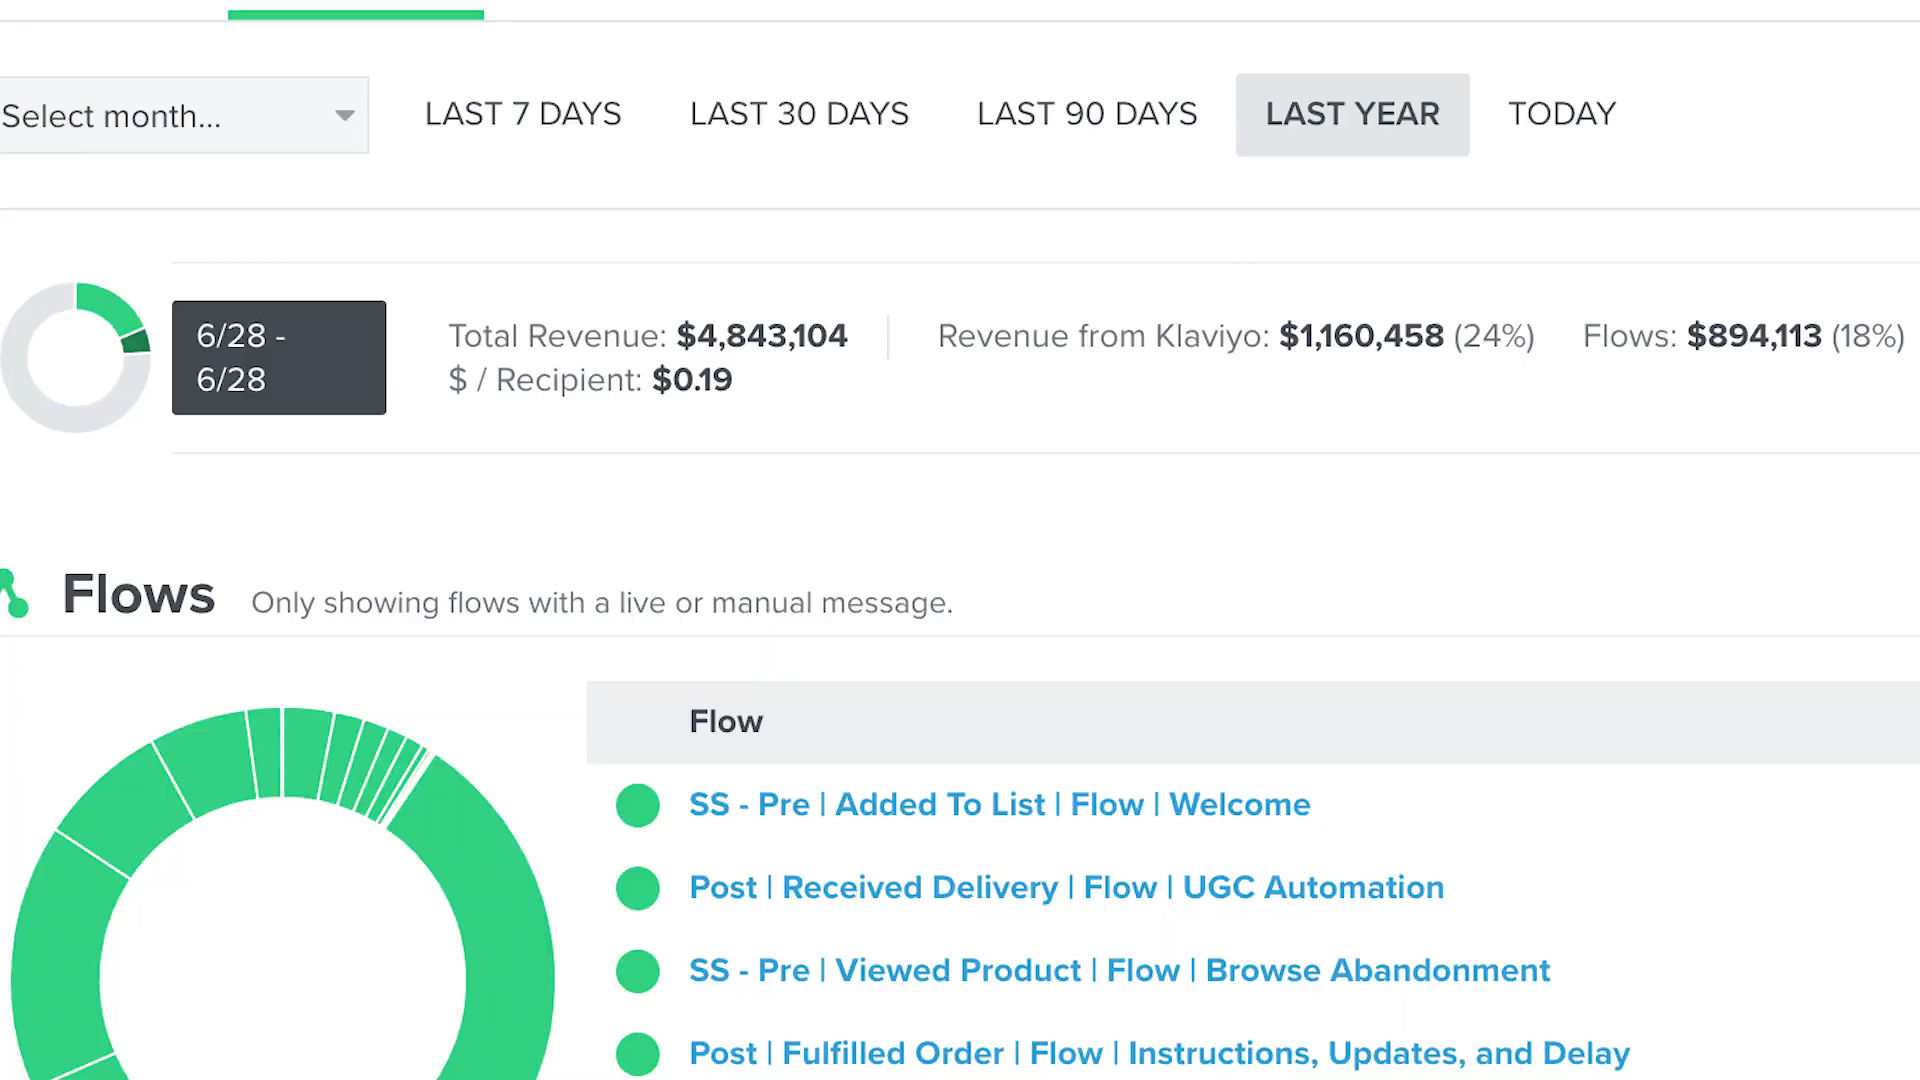 Select month...
LAST 7 DAYS
LAST 30 DAYS
LAST 90 DAYS
LAST YEAR
TODAY
6/28 -
6/28
Total Revenue: $4,843,104
Revenue from Klaviyo: $1,160,458 (24%)
Flows: $894,113 (18%)
$ / Recipient: $0.19
Flows
Only showing flows with a live or manual message.
Flow
SS - Pre | Added To List | Flow | Welcome
Post | Received Delivery | Flow | UGC Automation
SS - Pre | Viewed Product | Flow | Browse Abandonment
Post | Fulfilled Order | Flow | Instructions, Updates, and Delay